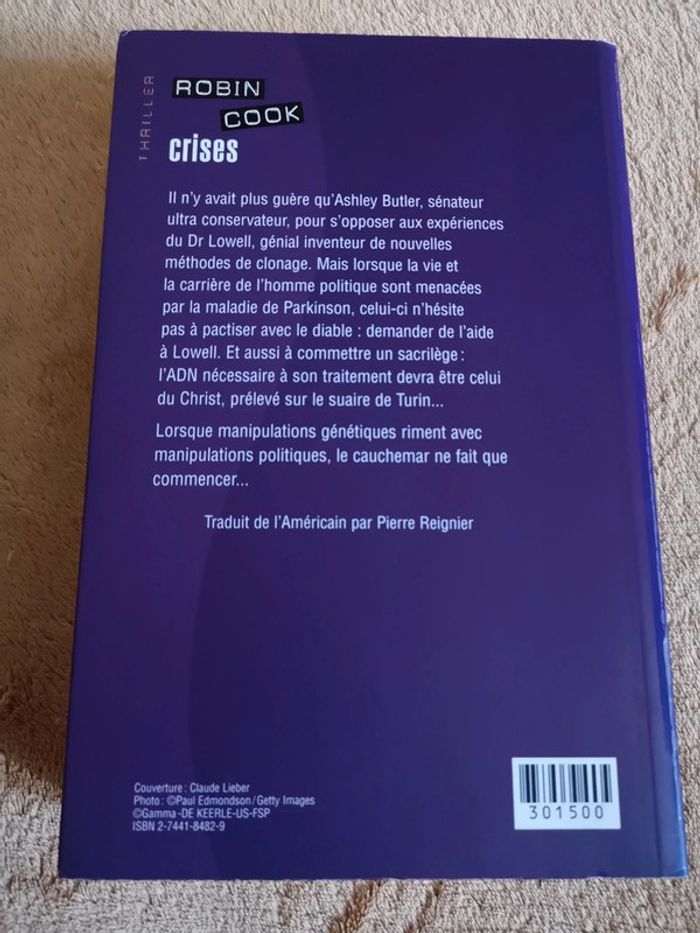 THRILLER
ROBIN
COOK
crises
Il n'y avait plus guère qu'Ashley Butler, sénateur
ultra conservateur, pour s'opposer aux expériences
du Dr Lowell, génial inventeur de nouvelles
méthodes de clonage. Mais lorsque la vie et
la carrière de l'homme politique sont menacées
par la maladie de Parkinson, celui-ci n'hésite
pas à pactiser avec le diable : demander de l'aide
à Lowell. Et aussi à commettre un sacrilège :
l'ADN nécessaire à son traitement devra être celui
du Christ, prélevé sur le suaire de Turin...
Lorsque manipulations génétiques riment avec
manipulations politiques, le cauchemar ne fait que
commencer...
Traduit de l'Américain par Pierre Reignier
Couverture : Claude Lieber
Photo : ©Paul Edmondson/Getty Images
©Gamma-DE KEERLE-US-FSP
ISBN 2-7441-8482-9
301500